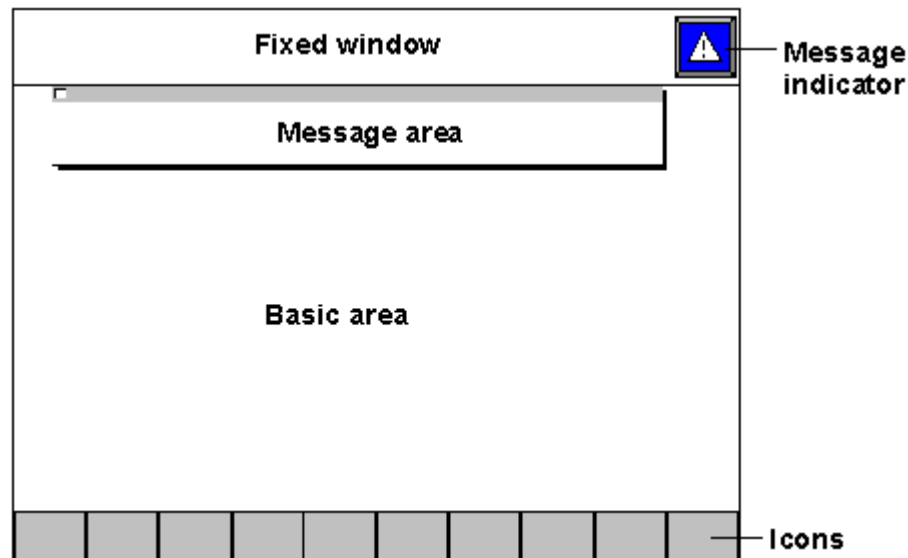 Fixed window
Message
indicator
Message area
Basic area
Icons